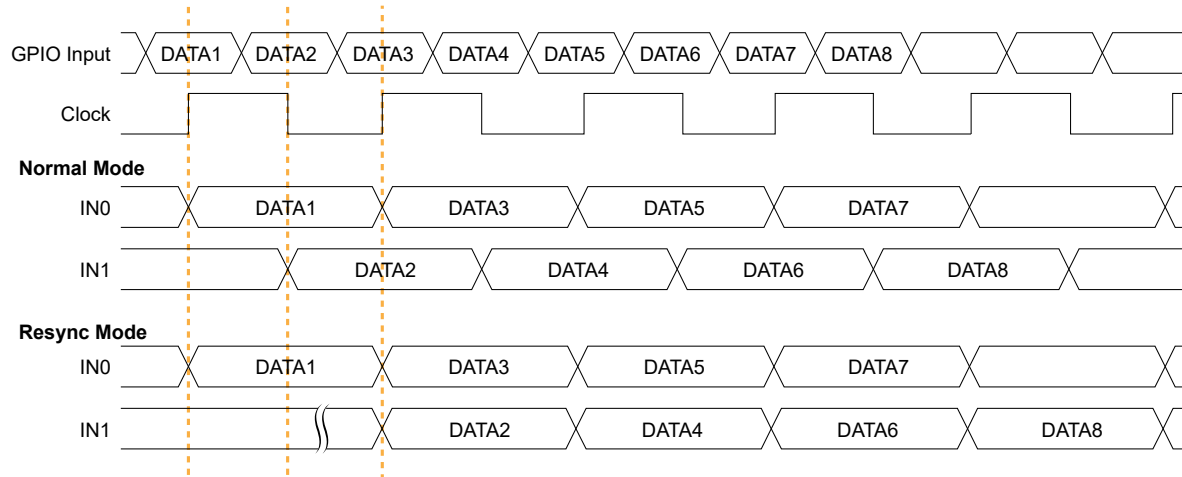 GPIO Input DATA1 DATA2 DATA3 DATA4 DATA5 DATA6 DATA7 DATA8
Clock
Normal Mode
IN0 DATA1 DATA3 DATA5 DATA7
IN1 DATA2 DATA4 DATA6 DATA8
Resync Mode
IN0 DATA1 DATA3 DATA5 DATA7
IN1 DATA2 DATA4 DATA6 DATA8